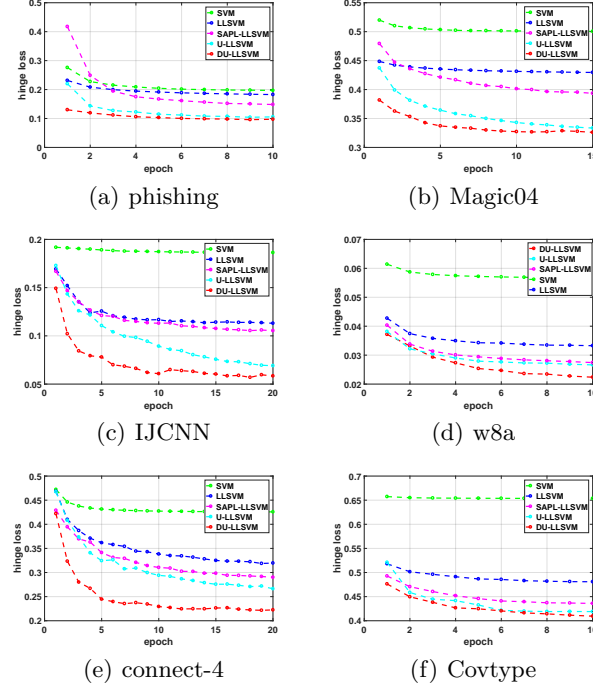 0.5
0.4
0.3
0.2
0.1
0
hinge loss
0 2 4 6 8 10
epoch
SVM
LLSVM
SAPL-LLSVM
U-LLSVM
DU-LLSVM
(a) phishing
0.55
0.5
0.45
0.4
0.35
0.3
hinge loss
0 5 10 15
epoch
SVM
LLSVM
SAPL-LLSVM
U-LLSVM
DU-LLSVM
(b) Magic04
0.2
0.15
0.1
0.05
hinge loss
0 5 10 15 20
epoch
SVM
LLSVM
SAPL-LLSVM
U-LLSVM
DU-LLSVM
(c) IJCNN
0.07
0.06
0.05
0.04
0.03
0.02
hinge loss
0 2 4 6 8 10
epoch
DU-LLSVM
U-LLSVM
SAPL-LLSVM
SVM
LLSVM
(d) w8a
0.5
0.45
0.4
0.35
0.3
0.25
0.2
hinge loss
0 5 10 15 20
epoch
SVM
LLSVM
SAPL-LLSVM
U-LLSVM
DU-LLSVM
(e) connect-4
0.7
0.65
0.6
0.55
0.5
0.45
0.4
hinge loss
0 2 4 6 8 10
epoch
SVM
LLSVM
SAPL-LLSVM
U-LLSVM
DU-LLSVM
(f) Covtype